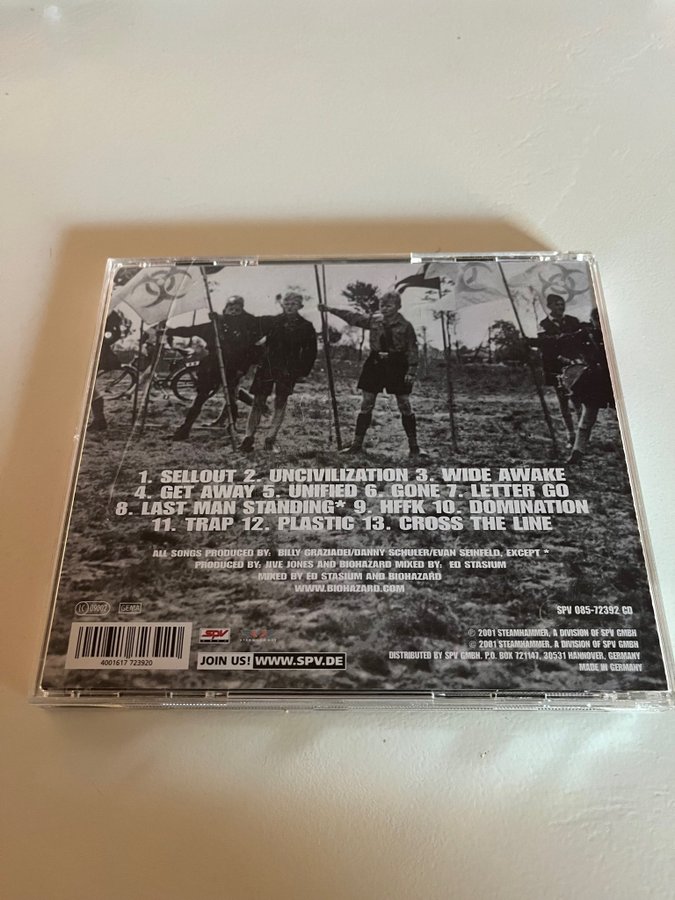 1. SELLOUT 2. UNCIVILIZATION 3. WIDE AWAKE
4. GET AWAY 5. UNIFIED 6. GONE 7. LETTER GO
8. LAST MAN STANDING* 9. HFFK 10. DOMINATION
11. TRAP 12. PLASTIC 13. CROSS THE LINE
ALL SONGS PRODUCED BY: BILLY GRAZIADEI/DANNY SCHULER/EVAN SEINFELD, EXCEPT *
PRODUCED BY: JIVE JONES AND BIOHAZARD MIXED BY: ED STASIUM
MIXED BY ED STASIUM AND BIOHAZARD
WWW.BIOHAZARD.COM
LC 09002 GEMA
SPV 085-72392 CD
4001617 723920
SPV
JOIN US! WWW.SPV.DE
℗ 2001 STEAMHAMMER, A DIVISION OF SPV GMBH
© 2001 STEAMHAMMER, A DIVISION OF SPV GMBH
DISTRIBUTED BY SPV GMBH. P.O. BOX 721147, 30531 HANNOVER, GERMANY
MADE IN GERMANY